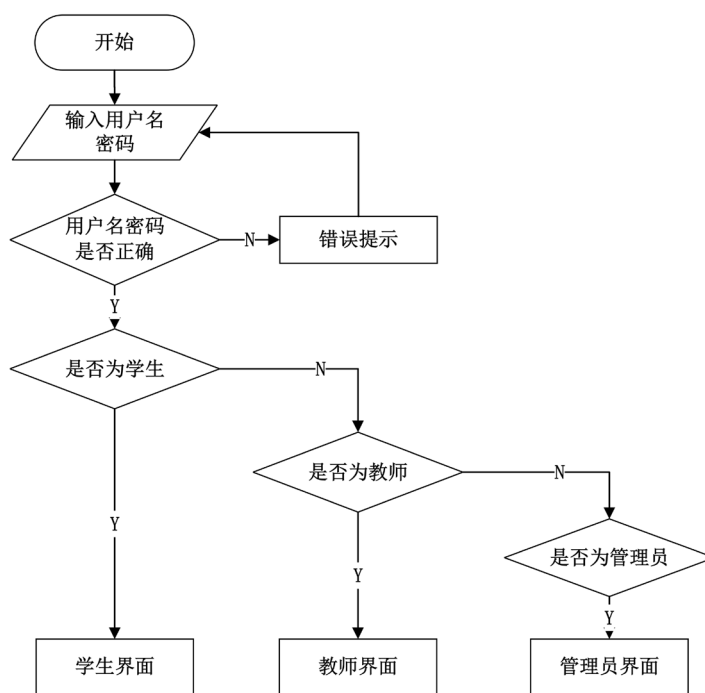 开始
输入用户名
密码
用户名密码
是否正确
N
错误提示
Y
是否为学生
N
是否为教师
N
Y
是否为管理员
Y
Y
学生界面
教师界面
管理员界面